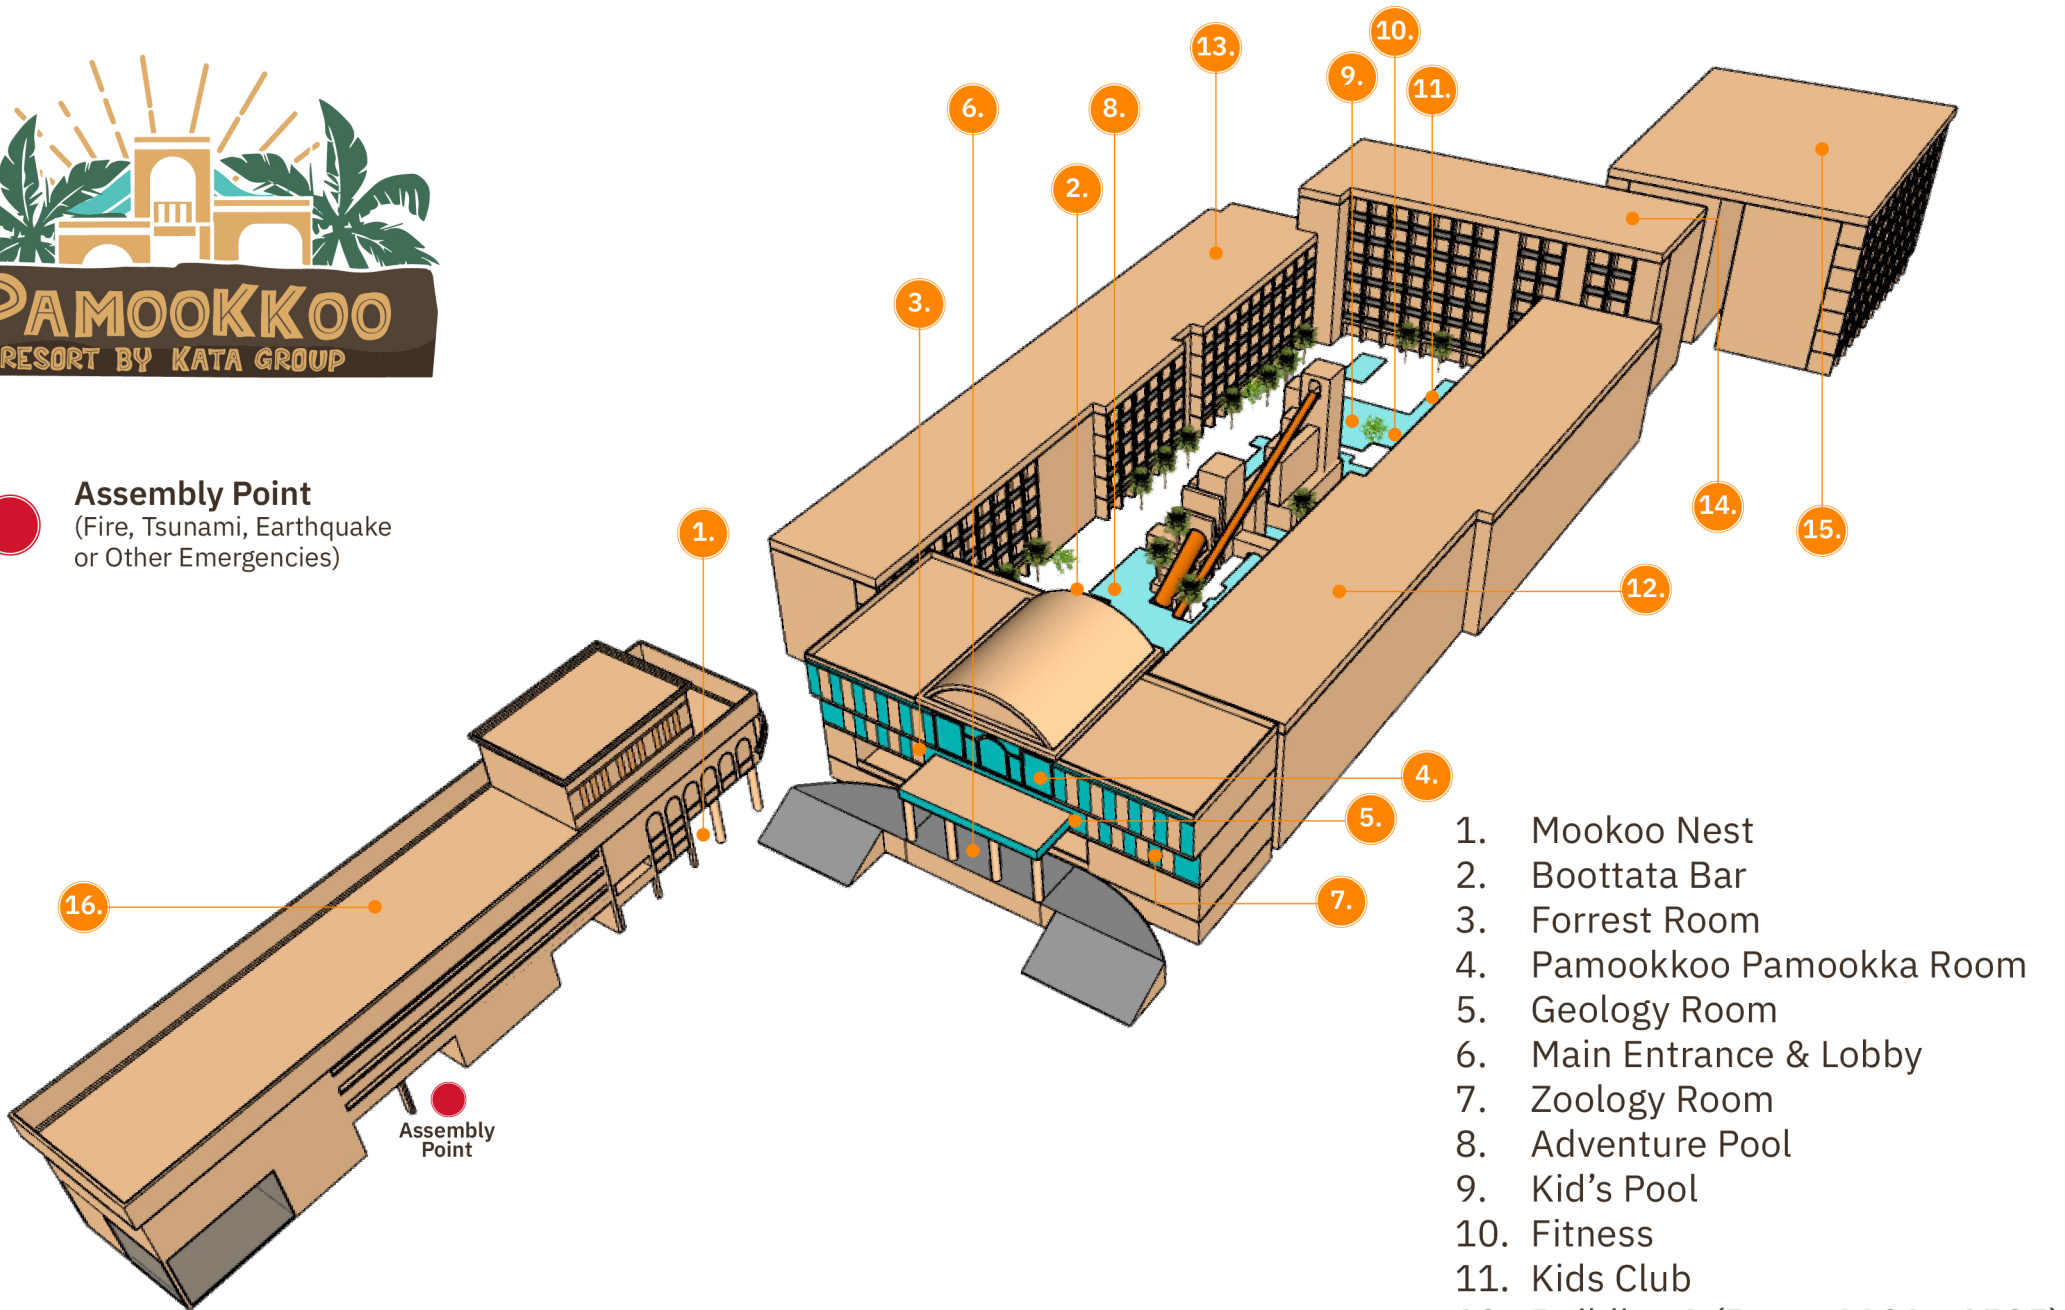 PAMOOKKOO
RESORT BY KATA GROUP
Assembly Point
(Fire, Tsunami, Earthquake
or Other Emergencies)
13.
10.
9.
11.
6.
8.
2.
3.
1.
14.
15.
12.
4.
5.
7.
16.
Assembly
Point
1. Mookoo Nest
2. Boottata Bar
3. Forrest Room
4. Pamookkoo Pamookka Room
5. Geology Room
6. Main Entrance & Lobby
7. Zoology Room
8. Adventure Pool
9. Kid’s Pool
10. Fitness
11. Kids Club